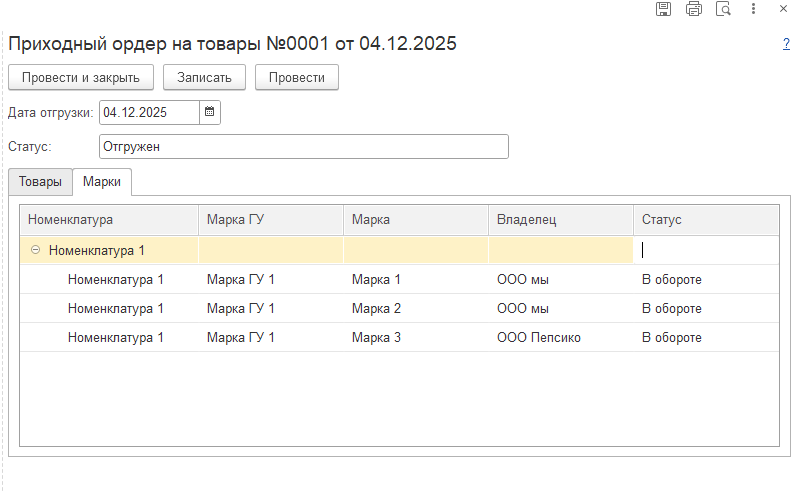 Приходный ордер на товары №0001 от 04.12.2025
?
Провести и закрыть Записать Провести
Дата отгрузки: 04.12.2025
Статус: Отгружен
Товары Марки
Номенклатура Марка ГУ Марка Владелец Статус
Номенклатура 1
Номенклатура 1 Марка ГУ 1 Марка 1 ООО мы В обороте
Номенклатура 1 Марка ГУ 1 Марка 2 ООО мы В обороте
Номенклатура 1 Марка ГУ 1 Марка 3 ООО Пепсико В обороте